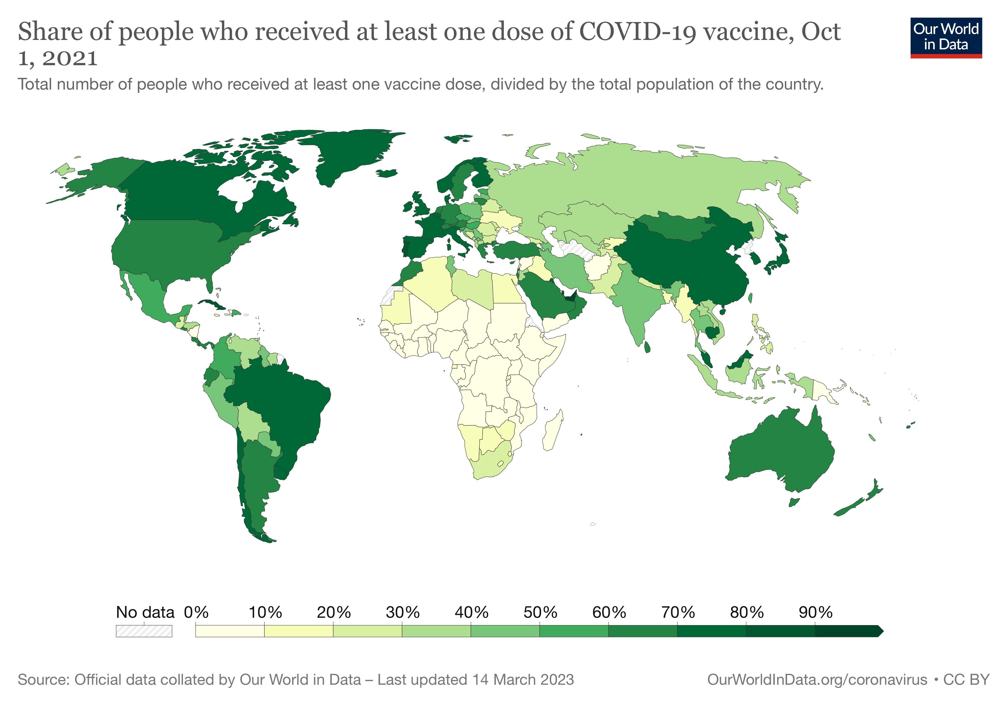 Share of people who received at least one dose of COVID-19 vaccine, Oct
1, 2021
Our World
in Data
Total number of people who received at least one vaccine dose, divided by the total population of the country.
No data 0% 10% 20% 30% 40% 50% 60% 70% 80% 90%
Source: Official data collated by Our World in Data – Last updated 14 March 2023
OurWorldInData.org/coronavirus • CC BY